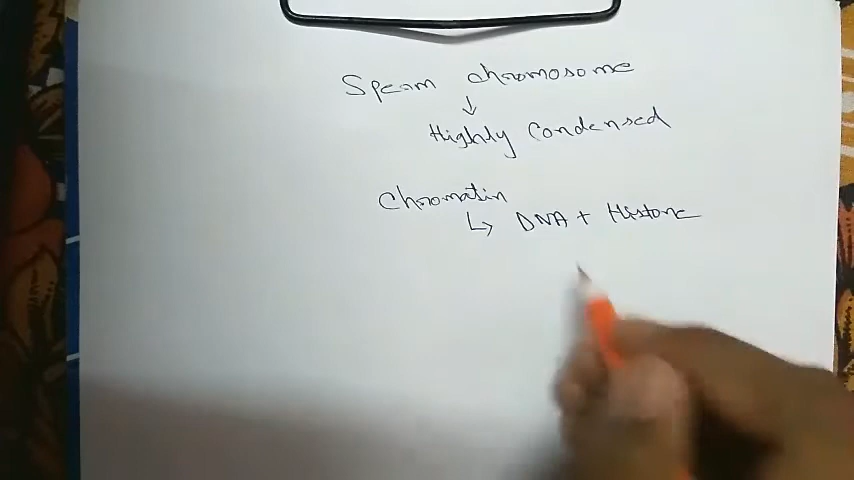 Sperm chromosome
↓
Highly Condensed
Chromatin
↳ DNA + Histone